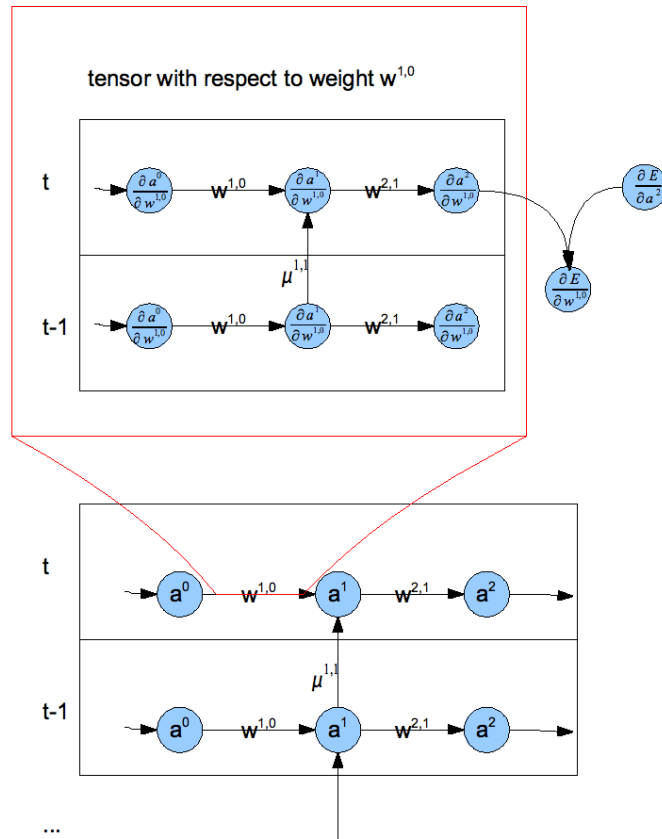 tensor with respect to weight w^1,0
t
∂a^0/∂w^1,0 w^1,0 ∂a^1/∂w^1,0 w^2,1 ∂a^2/∂w^1,0
∂E/∂a^2
μ^1,1
∂E/∂w^1,0
t-1
∂a^0/∂w^1,0 w^1,0 ∂a^1/∂w^1,0 w^2,1 ∂a^2/∂w^1,0
t
a^0 w^1,0 a^1 w^2,1 a^2
μ^1,1
t-1
a^0 w^1,0 a^1 w^2,1 a^2
...